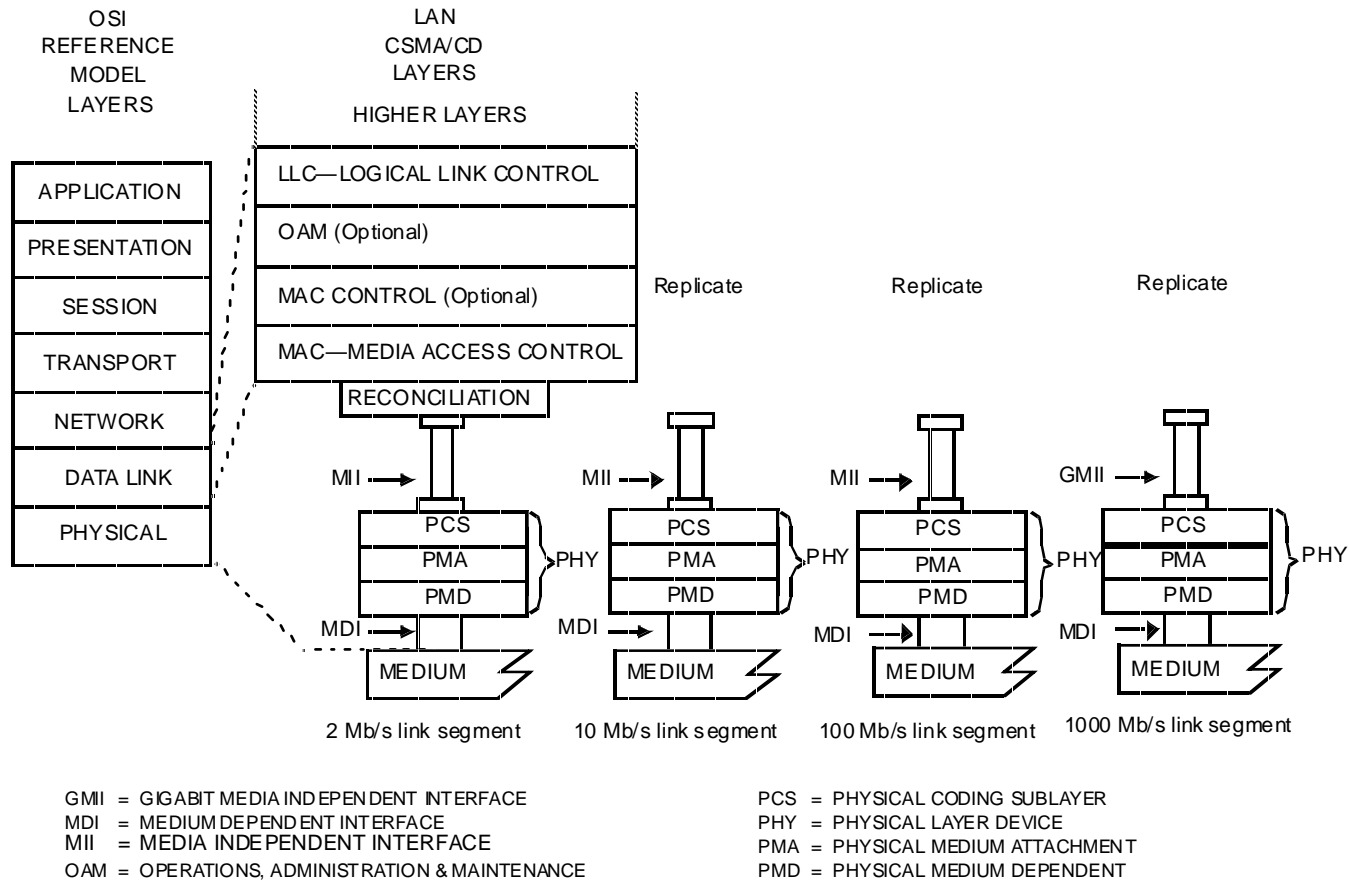 OSI
REFERENCE
MODEL
LAYERS
LAN
CSMA/CD
LAYERS
HIGHER LAYERS
APPLICATION
PRESENTATION
SESSION
TRANSPORT
NETWORK
DATA LINK
PHYSICAL
LLC—LOGICAL LINK CONTROL
OAM (Optional)
MAC CONTROL (Optional)
MAC—MEDIA ACCESS CONTROL
RECONCILIATION
Replicate
Replicate
Replicate
MII
PCS
PMA
PMD
PHY
MDI
MEDIUM
2 Mb/s link segment
MII
PCS
PMA
PMD
PHY
MDI
MEDIUM
10 Mb/s link segment
MII
PCS
PMA
PMD
PHY
MDI
MEDIUM
100 Mb/s link segment
GMII
PCS
PMA
PMD
PHY
MDI
MEDIUM
1000 Mb/s link segment
GMII = GIGABIT MEDIA INDEPENDENT INTERFACE
MDI = MEDIUM DEPENDENT INTERFACE
MII = MEDIA INDEPENDENT INTERFACE
OAM = OPERATIONS, ADMINISTRATION & MAINTENANCE
PCS = PHYSICAL CODING SUBLAYER
PHY = PHYSICAL LAYER DEVICE
PMA = PHYSICAL MEDIUM ATTACHMENT
PMD = PHYSICAL MEDIUM DEPENDENT